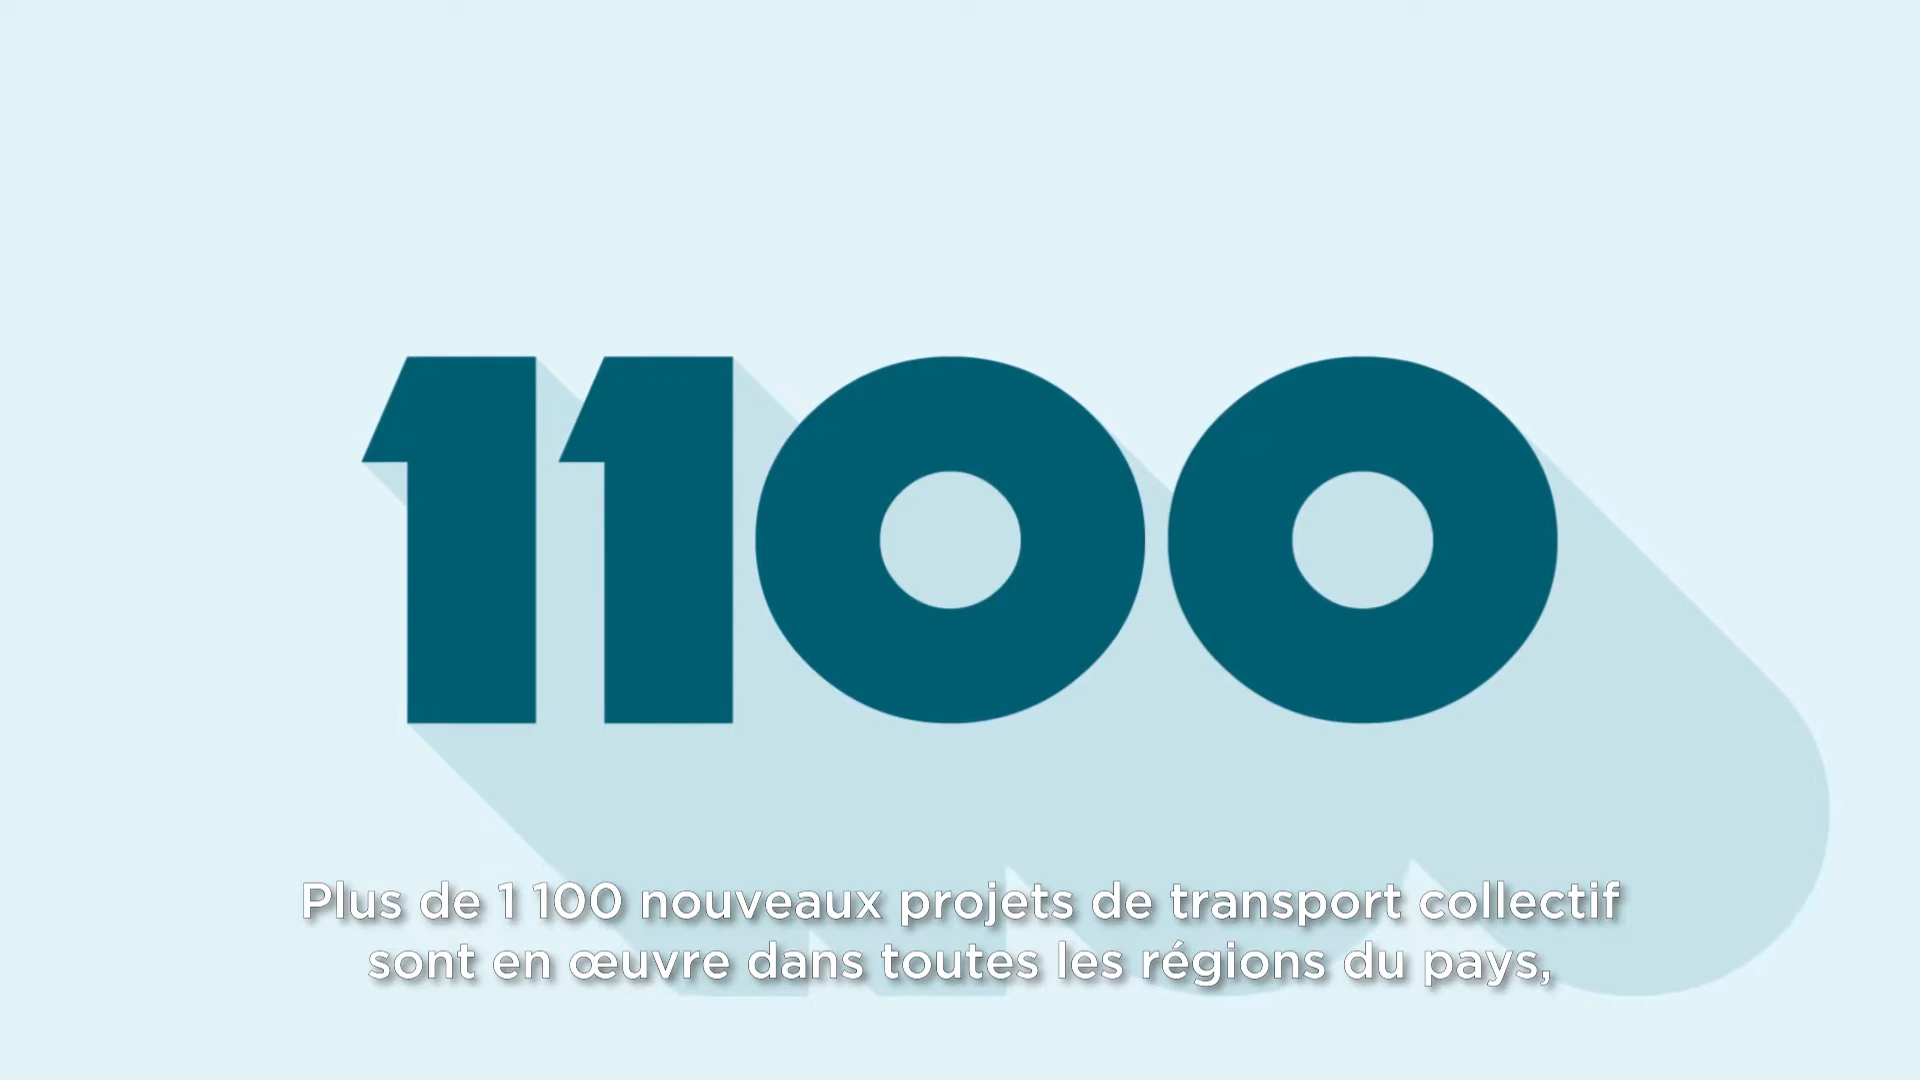 1100
Plus de 1 100 nouveaux projets de transport collectif
sont en œuvre dans toutes les régions du pays,